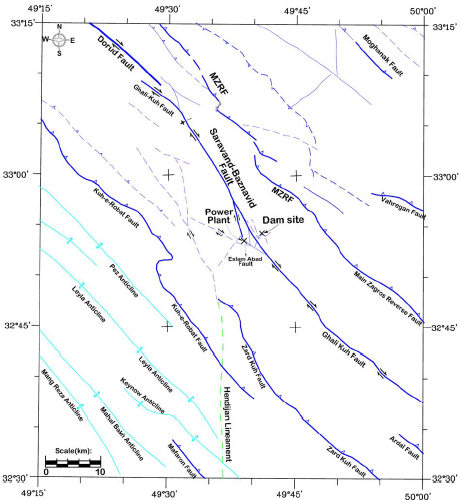 49°15' 49°30' 49°45' 50°00'
33°15' 33°15'
N
W E
S
Dorud Fault
Ghali-Kuh Fault
MZRF
Moghanak Fault
Saravand-Baznavid
Fault
33°00' 33°00'
MZRF
Vahregan Fault
Kuh-e-Robat Fault
Power
Plant
Dam site
Eslam Abad
Fault
Pez Anticline
Leyla Anticline
Main Zagros Reverse Fault
Kuh-e-Robat Fault
32°45' 32°45'
Ghali Kuh Fault
Zard Kuh Fault
Leyla Anticline
Keynow Anticline
Mang Reza Anticline
Mahal Bakn Anticline
Hendijan Lineament
Mafaron Fault
Zard Kuh Fault
Ardal Fault
Scale(km):
0 10
32°30' 32°30'
49°15' 49°30' 49°45' 50°00'